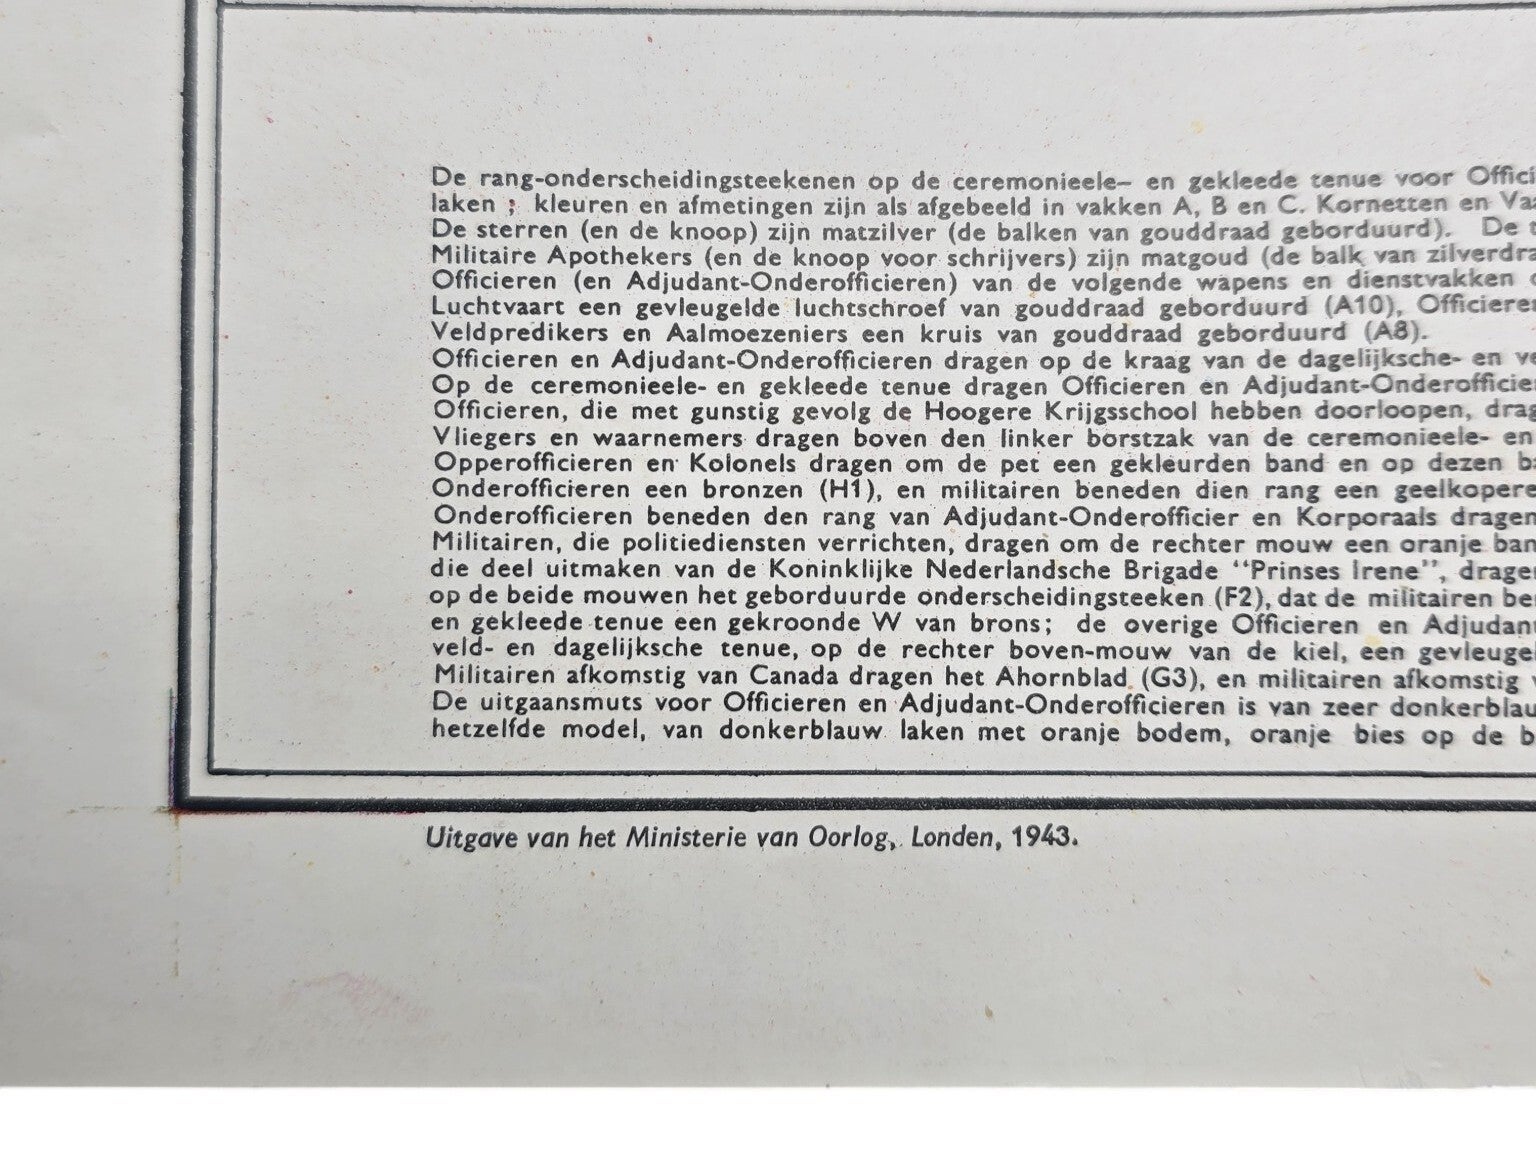 De rang-onderscheidingsteekenen op de ceremonieele- en gekleede tenue voor
laken ; kleuren en afmetingen zijn als afgebeeld in vakken A, B en C. Kornetten en
De sterren (en de knoop) zijn matzilver (de balken van gouddraad geborduurd). De
Militaire Apothekers (en de knoop voor schrijvers) zijn matgoud (de balk van
Officieren (en Adjudant-Onderofficieren) van de volgende wapens en dienstvakken
Luchtvaart een gevleugelde luchtschroef van gouddraad geborduurd (A10),
Veldpredikers en Aalmoezeniers een kruis van gouddraad geborduurd (A8).
Officieren en Adjudant-Onderofficieren dragen op de kraag van de dagelijksche- en
Op de ceremonieele- en gekleede tenue dragen Officieren en
Officieren, die met gunstig gevolg de Hoogere Krijgsschool hebben doorloopen,
Vliegers en waarnemers dragen boven den linker borstzak van de ceremonieele- en
Opperofficieren en Kolonels dragen om de pet een gekleurden band en op dezen
Onderofficieren een bronzen (H1), en militairen beneden dien rang een
Onderofficieren beneden den rang van Adjudant-Onderofficier en Korporaals dragen
Militairen, die politiediensten verrichten, dragen om de rechter mouw een oranje
die deel uitmaken van de Koninklijke Nederlandsche Brigade "Prinses Irene",
op de beide mouwen het geborduurde onderscheidingsteeken (F2), dat de militairen
en gekleede tenue een gekroonde W van brons; de overige Officieren en
veld- en dagelijksche tenue, op de rechter boven-mouw van de kiel, een
Militairen afkomstig van Canada dragen het Ahornblad (G3), en militairen afkomstig
De uitgaansmuts voor Officieren en Adjudant-Onderofficieren is van zeer
hetzelfde model, van donkerblauw laken met oranje bodem, oranje bies op de
Uitgave van het Ministerie van Oorlog, Londen, 1943.